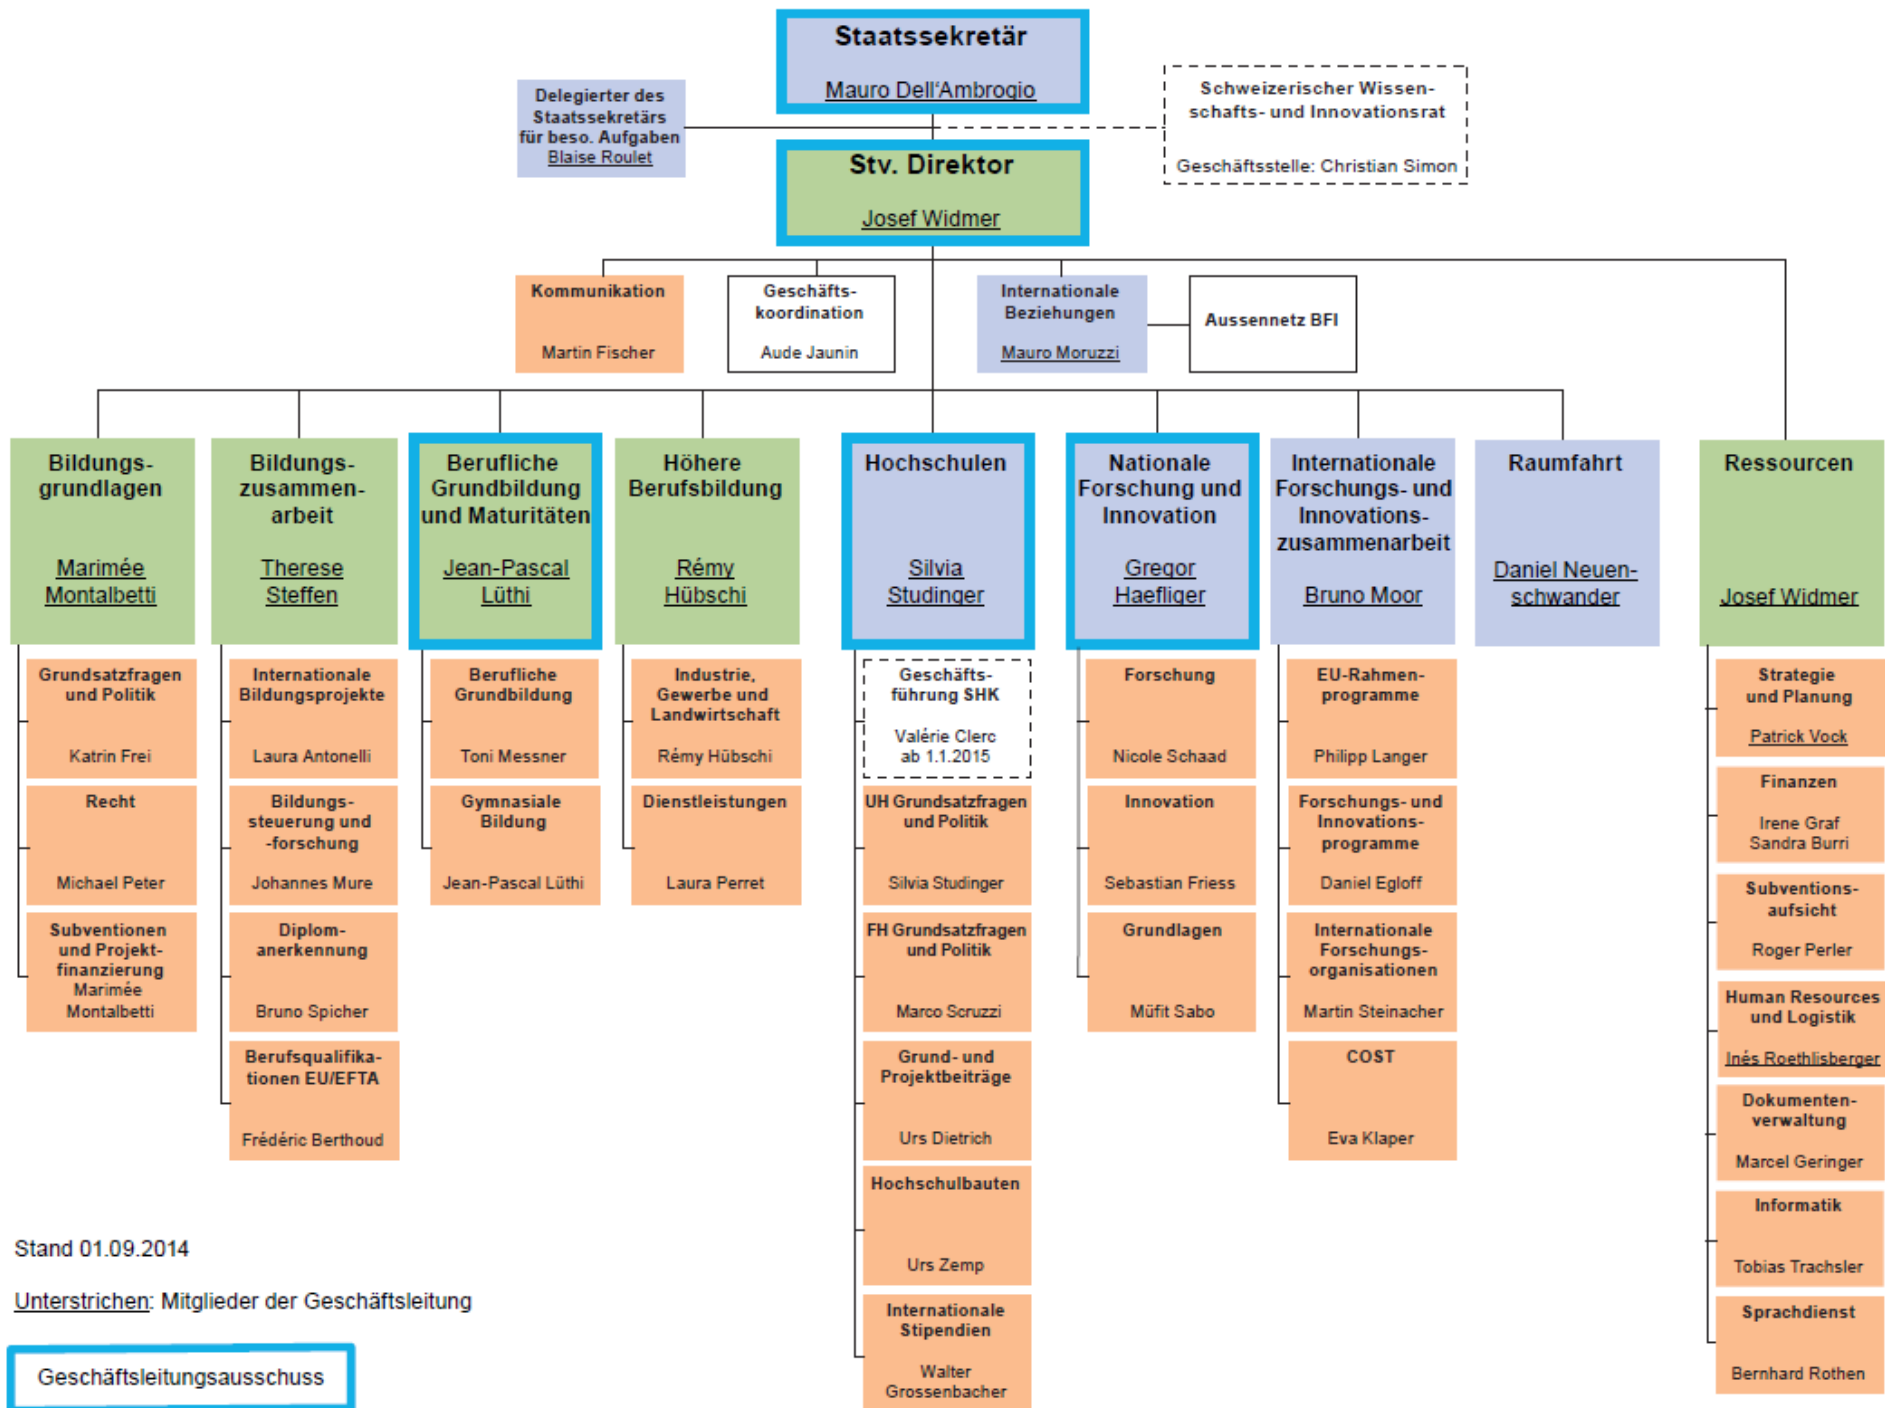 Staatssekretär
Mauro Dell'Ambrogio
Delegierter des
Staatssekretärs
für beso. Aufgaben
Blaise Roulet
Schweizerischer Wissen-
schafts- und Innovationsrat
Geschäftsstelle: Christian Simon
Stv. Direktor
Josef Widmer
Kommunikation
Martin Fischer
Geschäfts-
koordination
Aude Jaunin
Internationale
Beziehungen
Mauro Moruzzi
Aussennetz BFI
Bildungs-
grundlagen
Marimée
Montalbetti
Bildungs-
zusammen-
arbeit
Therese
Steffen
Berufliche
Grundbildung
und Maturitäten
Jean-Pascal
Lüthi
Höhere
Berufsbildung
Rémy
Hübschi
Hochschulen
Silvia
Studinger
Nationale
Forschung und
Innovation
Gregor
Haefliger
Internationale
Forschungs- und
Innovations-
zusammenarbeit
Bruno Moor
Raumfahrt
Daniel Neuen-
schwander
Ressourcen
Josef Widmer
Grundsatzfragen
und Politik
Katrin Frei
Recht
Michael Peter
Subventionen
und Projekt-
finanzierung
Marimée
Montalbetti
Internationale
Bildungsprojekte
Laura Antonelli
Bildungs-
steuerung und
-forschung
Johannes Mure
Diplom-
anerkennung
Bruno Spicher
Berufsqualifika-
tionen EU/EFTA
Frédéric Berthoud
Berufliche
Grundbildung
Toni Messner
Gymnasiale
Bildung
Jean-Pascal Lüthi
Industrie,
Gewerbe und
Landwirtschaft
Rémy Hübschi
Dienstleistungen
Laura Perret
Geschäfts-
führung SHK
Valérie Clerc
ab 1.1.2015
UH Grundsatzfragen
und Politik
Silvia Studinger
FH Grundsatzfragen
und Politik
Marco Scruzzi
Grund- und
Projektbeiträge
Urs Dietrich
Hochschulbauten
Urs Zemp
Internationale
Stipendien
Walter
Grossenbacher
Forschung
Nicole Schaad
Innovation
Sebastian Friess
Grundlagen
Müfit Sabo
EU-Rahmen-
programme
Philipp Langer
Forschungs- und
Innovations-
programme
Daniel Egloff
Internationale
Forschungs-
organisationen
Martin Steinacher
COST
Eva Klaper
Strategie
und Planung
Patrick Vock
Finanzen
Irene Graf
Sandra Burri
Subventions-
aufsicht
Roger Perler
Human Resources
und Logistik
Inés Roethlisberger
Dokumenten-
verwaltung
Marcel Geringer
Informatik
Tobias Trachsler
Sprachdienst
Bernhard Rothen
Stand 01.09.2014
Unterstrichen: Mitglieder der Geschäftsleitung
Geschäftsleitungsausschuss